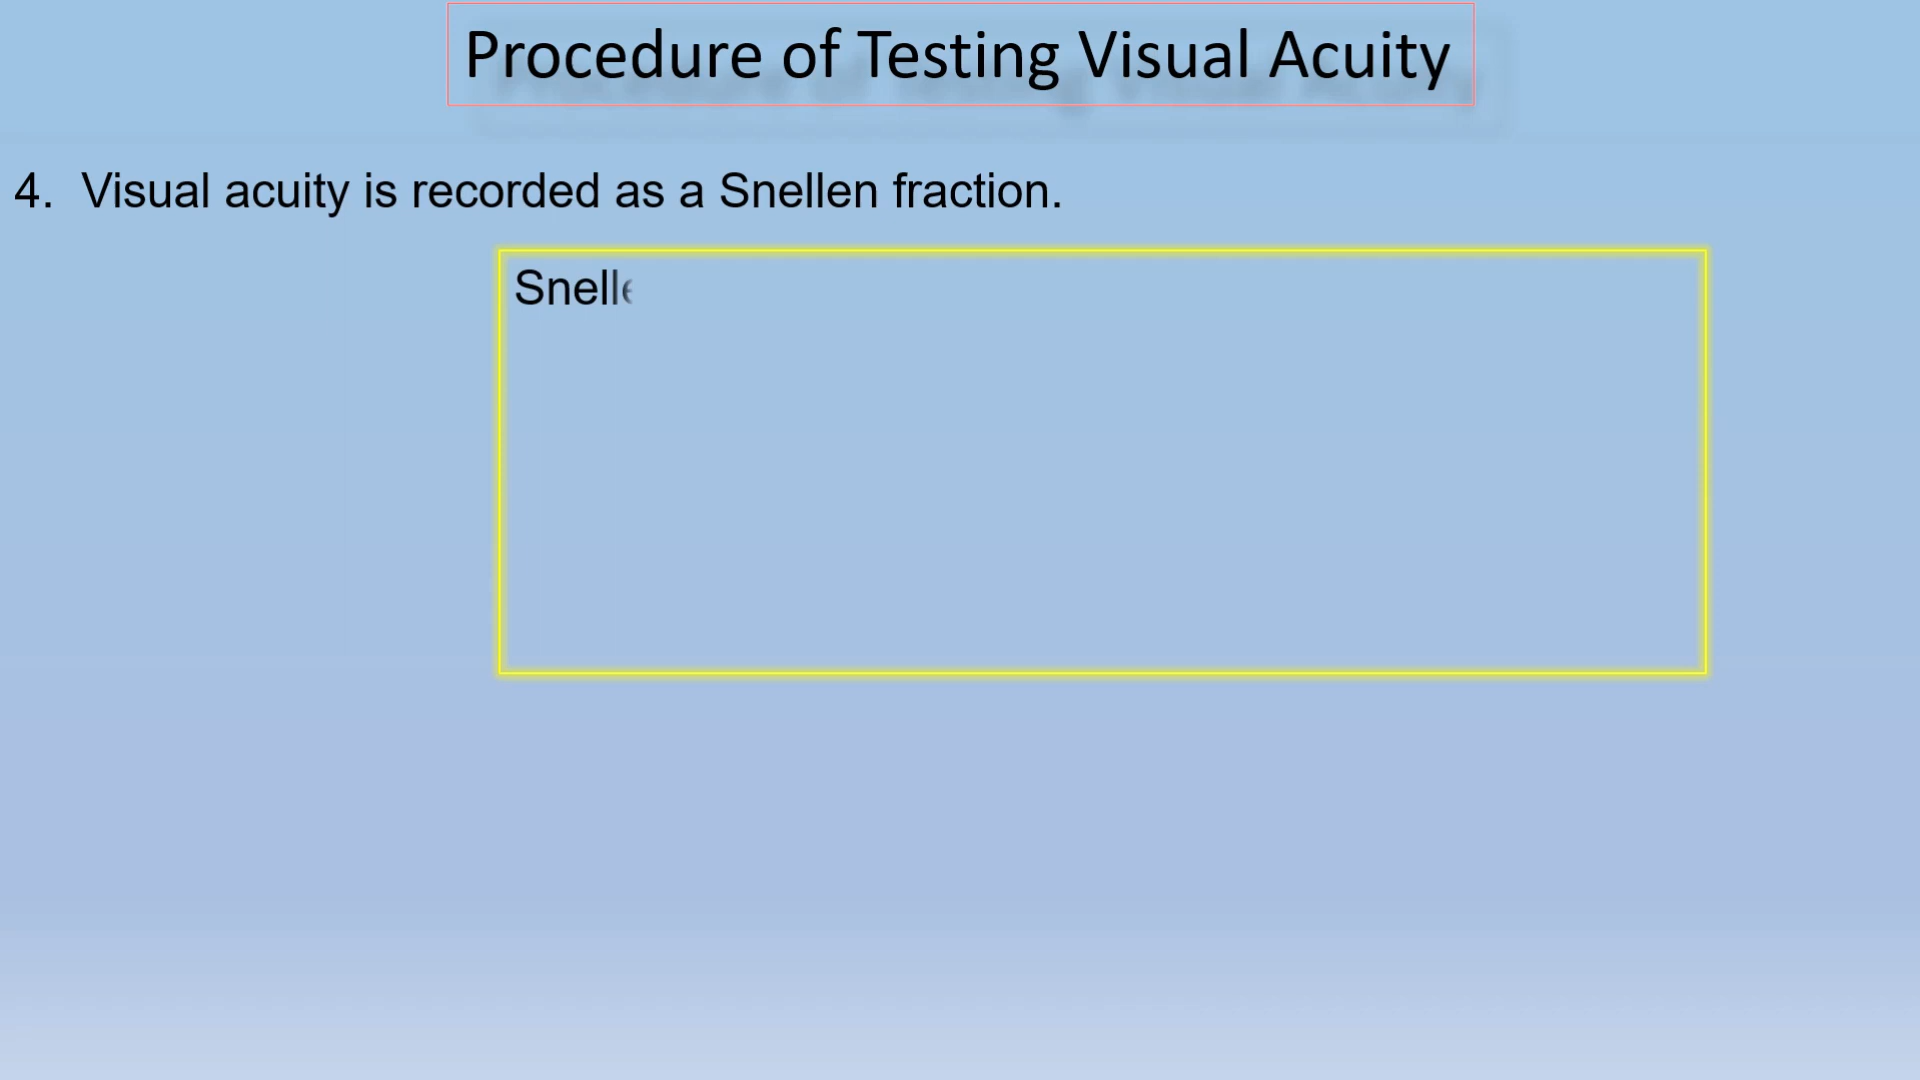 Procedure of Testing Visual Acuity
4. Visual acuity is recorded as a Snellen fraction.